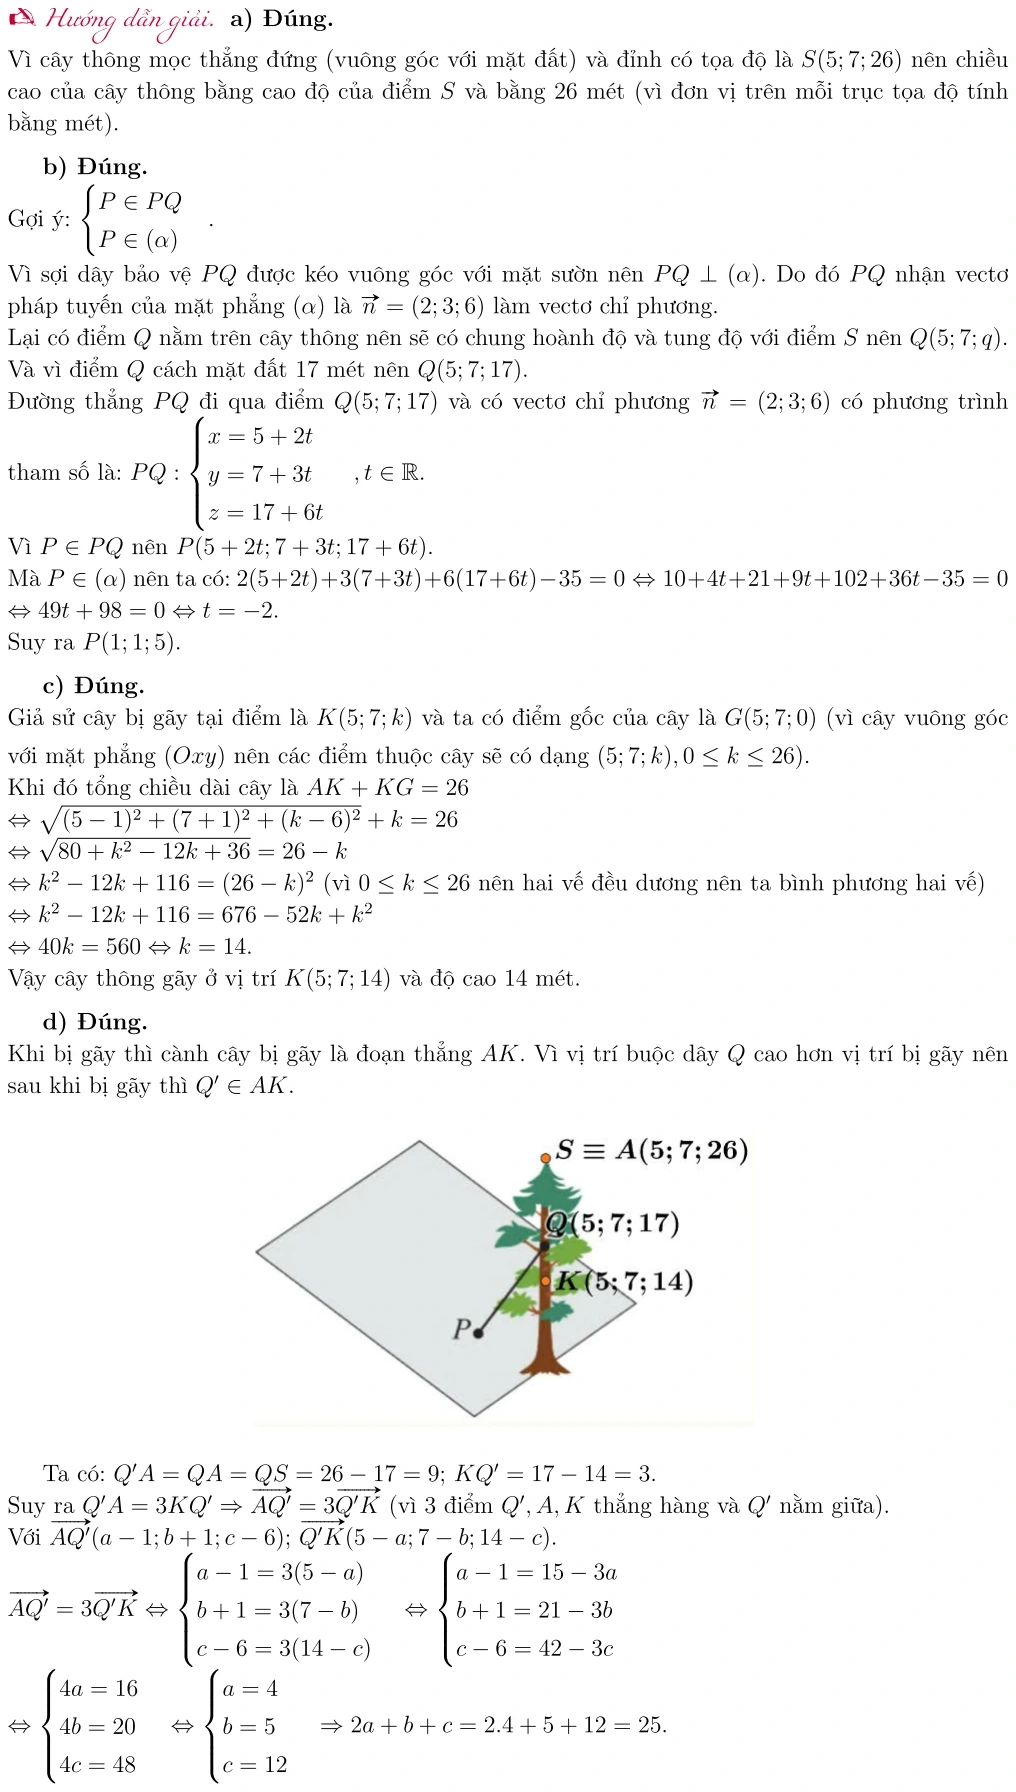 Hướng dẫn giải. a) Đúng.
Vì cây thông mọc thẳng đứng (vuông góc với mặt đất) và đỉnh có tọa độ là S(5; 7; 26) nên chiều
cao của cây thông bằng cao độ của điểm S và bằng 26 mét (vì đơn vị trên mỗi trục tọa độ tính
bằng mét).
b) Đúng.
Gợi ý: { P ∈ PQ
P ∈ (α) .
Vì sợi dây bảo vệ PQ được kéo vuông góc với mặt sườn nên PQ ⊥ (α). Do đó PQ nhận vectơ
pháp tuyến của mặt phẳng (α) là n⃗ = (2; 3; 6) làm vectơ chỉ phương.
Lại có điểm Q nằm trên cây thông nên sẽ có chung hoành độ và tung độ với điểm S nên Q(5; 7; q).
Và vì điểm Q cách mặt đất 17 mét nên Q(5; 7; 17).
Đường thẳng PQ đi qua điểm Q(5; 7; 17) và có vectơ chỉ phương n⃗ = (2; 3; 6) có phương trình
tham số là: PQ : { x = 5 + 2t
y = 7 + 3t , t ∈ ℝ.
z = 17 + 6t
Vì P ∈ PQ nên P(5 + 2t; 7 + 3t; 17 + 6t).
Mà P ∈ (α) nên ta có: 2(5+2t)+3(7+3t)+6(17+6t)−35 = 0 ⇔ 10+4t+21+9t+102+36t−35 = 0
⇔ 49t + 98 = 0 ⇔ t = −2.
Suy ra P(1; 1; 5).
c) Đúng.
Giả sử cây bị gãy tại điểm là K(5; 7; k) và ta có điểm gốc của cây là G(5; 7; 0) (vì cây vuông góc
với mặt phẳng (Oxy) nên các điểm thuộc cây sẽ có dạng (5; 7; k), 0 ≤ k ≤ 26).
Khi đó tổng chiều dài cây là AK + KG = 26
⇔ √((5 − 1)² + (7 + 1)² + (k − 6)²) + k = 26
⇔ √(80 + k² − 12k + 36) = 26 − k
⇔ k² − 12k + 116 = (26 − k)² (vì 0 ≤ k ≤ 26 nên hai vế đều dương nên ta bình phương hai vế)
⇔ k² − 12k + 116 = 676 − 52k + k²
⇔ 40k = 560 ⇔ k = 14.
Vậy cây thông gãy ở vị trí K(5; 7; 14) và độ cao 14 mét.
d) Đúng.
Khi bị gãy thì cành cây bị gãy là đoạn thẳng AK. Vì vị trí buộc dây Q cao hơn vị trí bị gãy nên
sau khi bị gãy thì Q′ ∈ AK.
S ≡ A(5; 7; 26)
Q(5; 7; 17)
K(5; 7; 14)
P
Ta có: Q′A = QA = QS = 26 − 17 = 9; KQ′ = 17 − 14 = 3.
Suy ra Q′A = 3KQ′ ⇒ AQ′⃗ = 3Q′K⃗ (vì 3 điểm Q′, A, K thẳng hàng và Q′ nằm giữa).
Với AQ′⃗(a − 1; b + 1; c − 6); Q′K⃗(5 − a; 7 − b; 14 − c).
AQ′⃗ = 3Q′K⃗ ⇔ { a − 1 = 3(5 − a) ⇔ { a − 1 = 15 − 3a
b + 1 = 3(7 − b) b + 1 = 21 − 3b
c − 6 = 3(14 − c) c − 6 = 42 − 3c
⇔ { 4a = 16 ⇔ { a = 4
4b = 20 b = 5 ⇒ 2a + b + c = 2.4 + 5 + 12 = 25.
4c = 48 c = 12